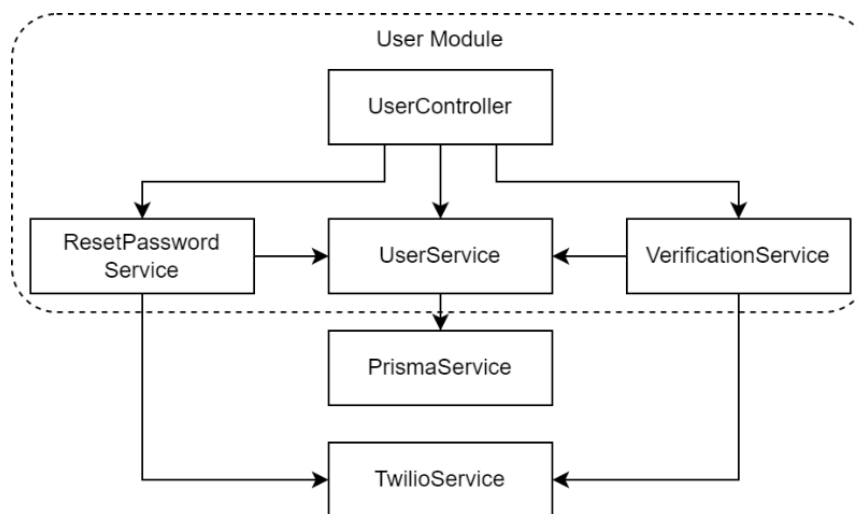 User Module
UserController
ResetPassword
Service
UserService
VerificationService
PrismaService
TwilioService